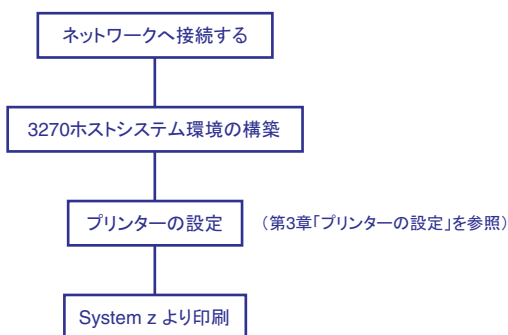 ネットワークへ接続する
3270ホストシステム環境の構築
プリンターの設定 （第3章「プリンターの設定」を参照）
System z より印刷